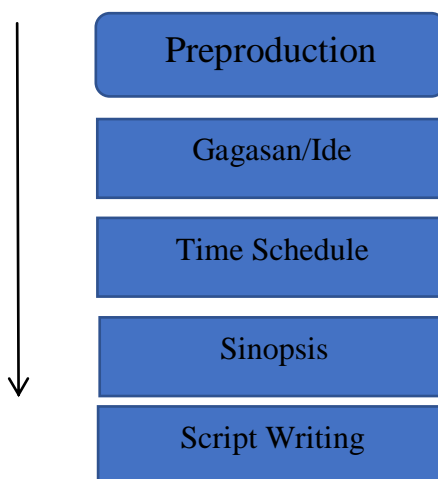 Preproduction
Gagasan/Ide
Time Schedule
Sinopsis
Script Writing